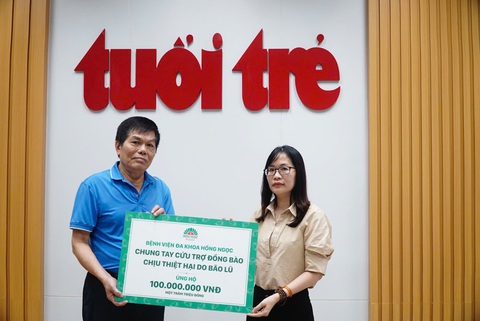 tuổi trẻ
BỆNH VIỆN ĐA KHOA HỒNG NGỌC
CHUNG TAY CỨU TRỢ ĐỒNG BÀO
CHỊU THIỆT HẠI DO BÃO LŨ
ỦNG HỘ
100.000.000 VNĐ
MỘT TRĂM TRIỆU ĐỒNG